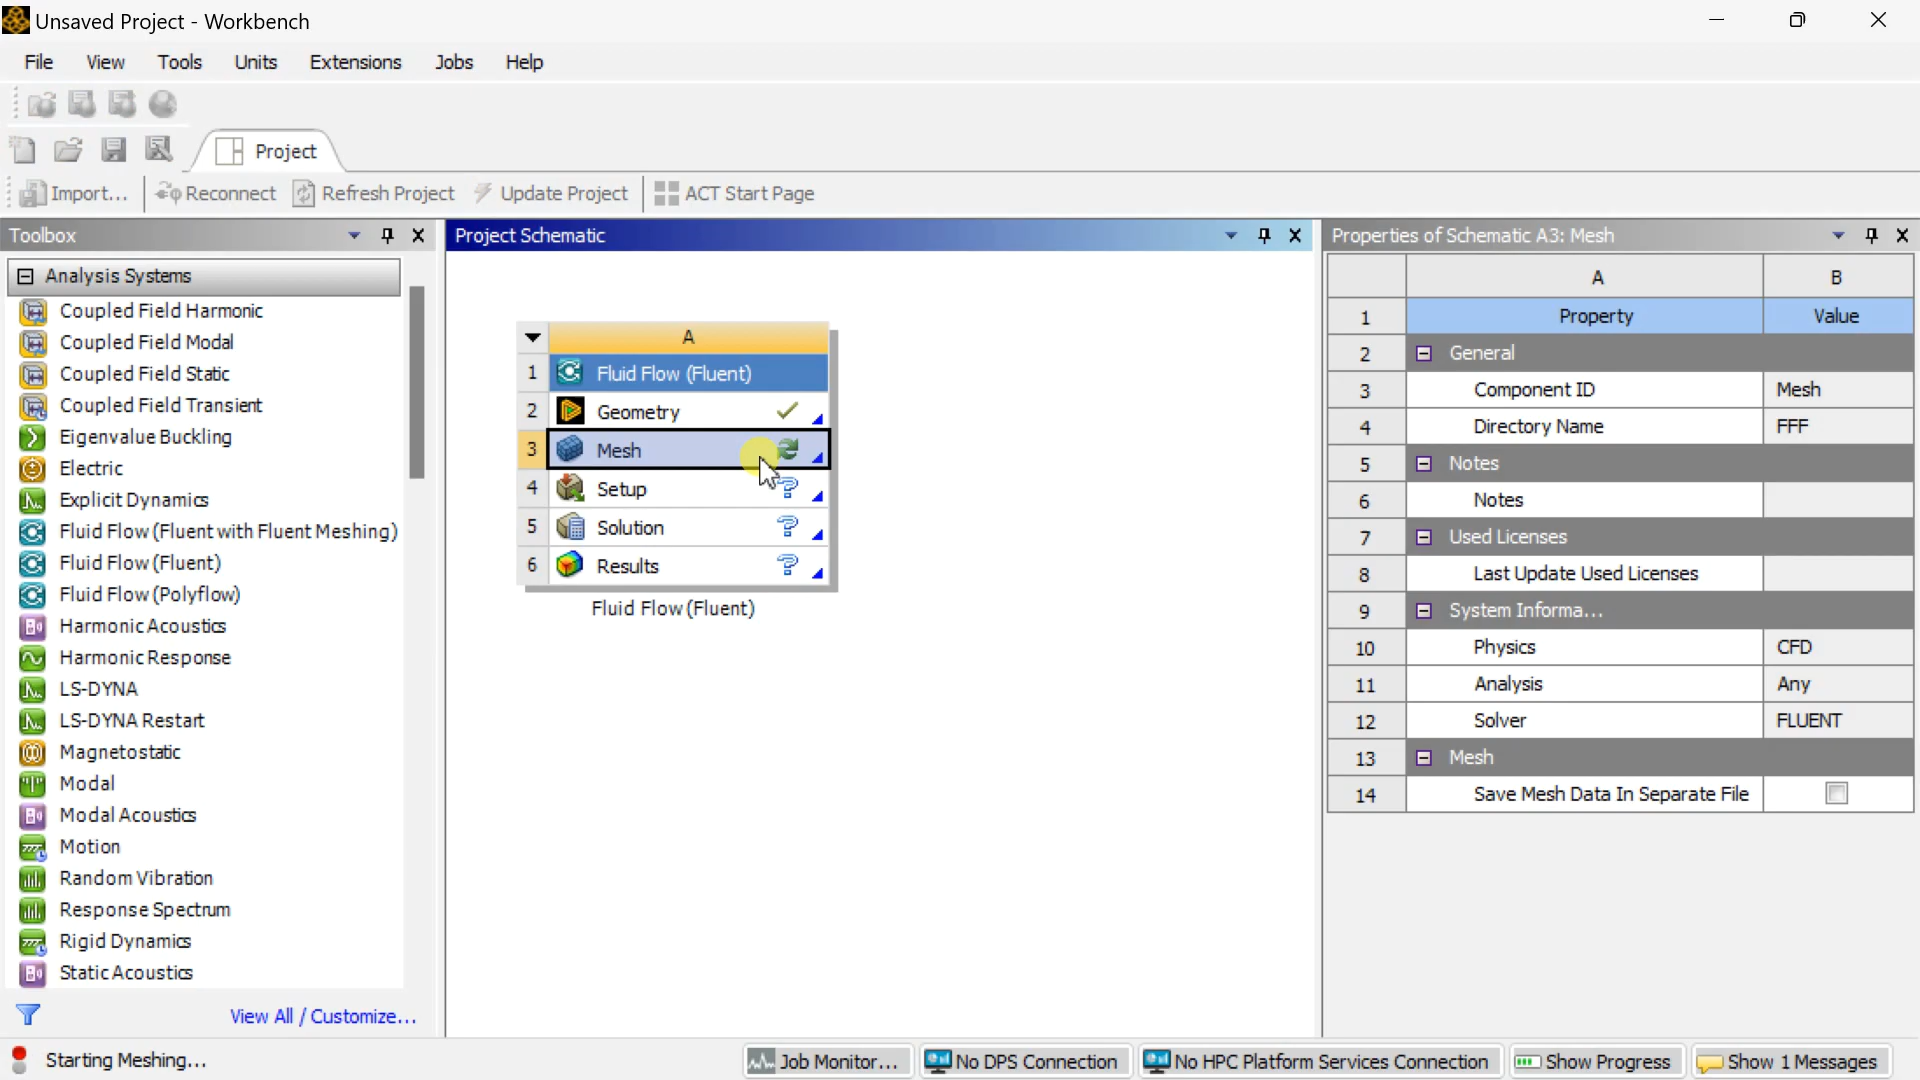 Unsaved Project - Workbench
File View Tools Units Extensions Jobs Help
Project
Import... Reconnect Refresh Project Update Project ACT Start Page
Toolbox
Analysis Systems
Coupled Field Harmonic
Coupled Field Modal
Coupled Field Static
Coupled Field Transient
Eigenvalue Buckling
Electric
Explicit Dynamics
Fluid Flow (Fluent with Fluent Meshing)
Fluid Flow (Fluent)
Fluid Flow (Polyflow)
Harmonic Acoustics
Harmonic Response
LS-DYNA
LS-DYNA Restart
Magnetostatic
Modal
Modal Acoustics
Motion
Random Vibration
Response Spectrum
Rigid Dynamics
Static Acoustics
View All / Customize...
Project Schematic
A
1 Fluid Flow (Fluent)
2 Geometry
3 Mesh
4 Setup
5 Solution
6 Results
Fluid Flow (Fluent)
Properties of Schematic A3: Mesh
A B
1 Property Value
2 General
3 Component ID Mesh
4 Directory Name FFF
5 Notes
6 Notes
7 Used Licenses
8 Last Update Used Licenses
9 System Informa...
10 Physics CFD
11 Analysis Any
12 Solver FLUENT
13 Mesh
14 Save Mesh Data In Separate File
Starting Meshing... Job Monitor... No DPS Connection No HPC Platform Services Connection Show Progress Show 1 Messages